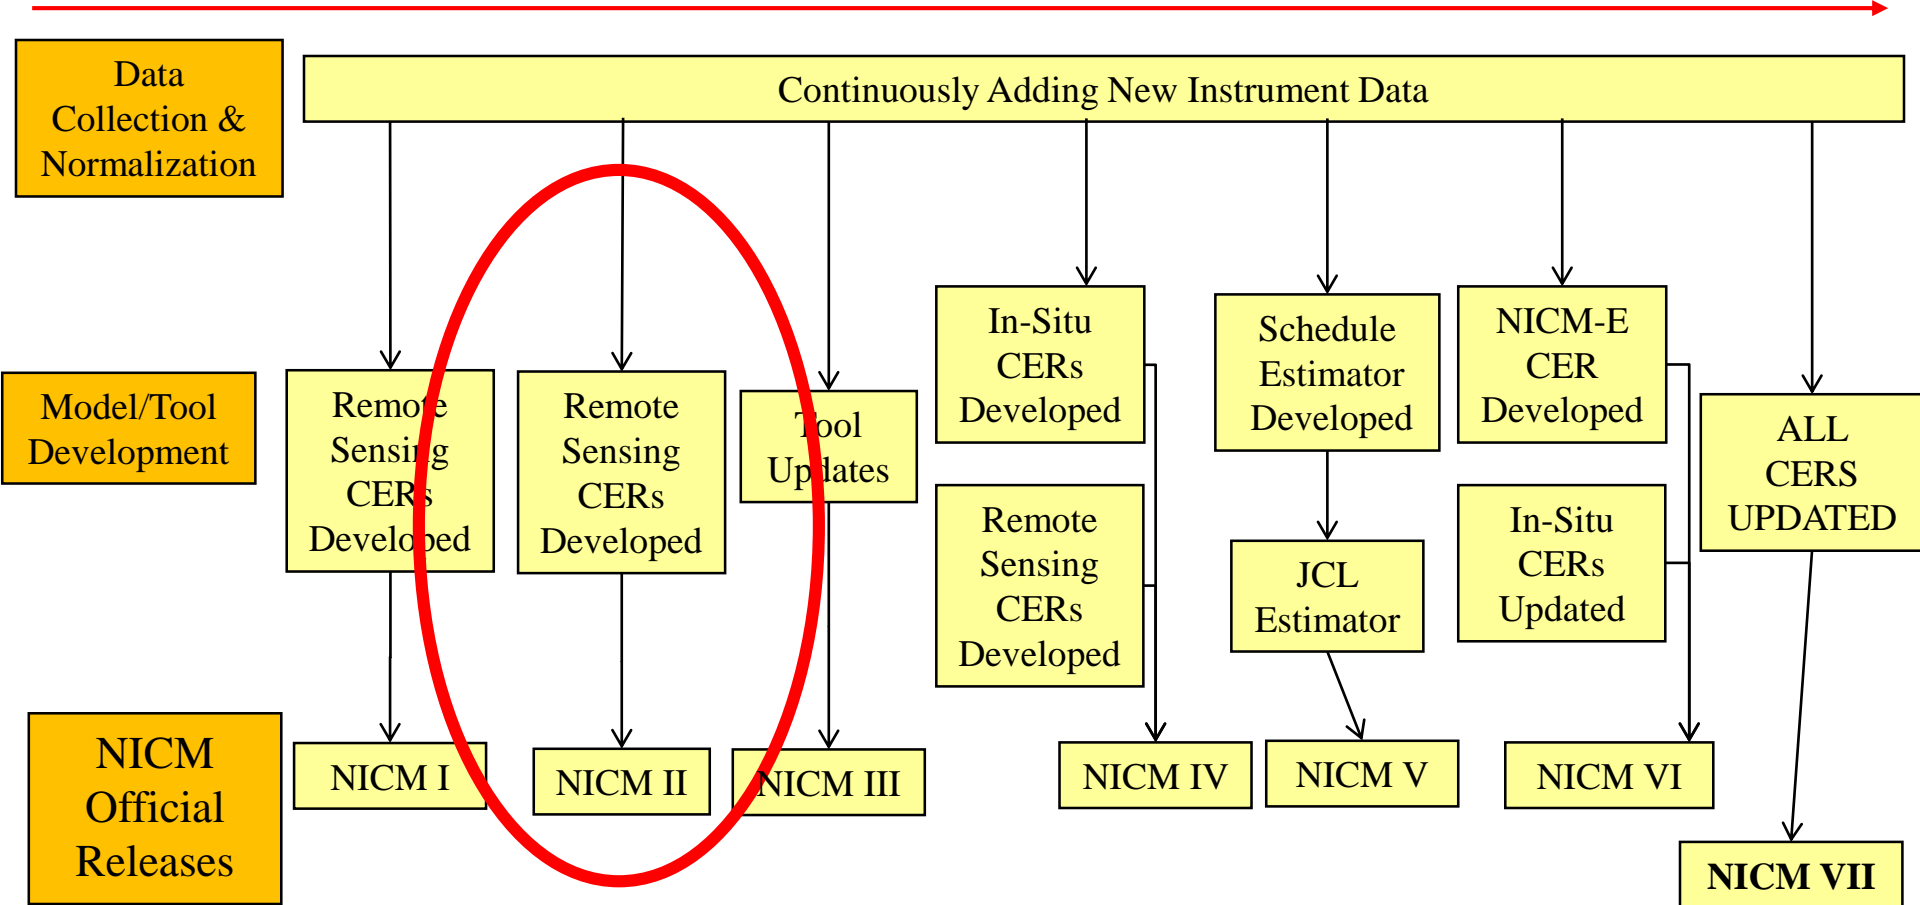 Data
Collection &
Normalization
Continuously Adding New Instrument Data
Model/Tool
Development
Remote
Sensing
CERs
Developed
Remote
Sensing
CERs
Developed
Tool
Updates
In-Situ
CERs
Developed
Remote
Sensing
CERs
Developed
Schedule
Estimator
Developed
JCL
Estimator
NICM-E
CER
Developed
In-Situ
CERs
Updated
ALL
CERS
UPDATED
NICM
Official
Releases
NICM I
NICM II
NICM III
NICM IV
NICM V
NICM VI
NICM VII